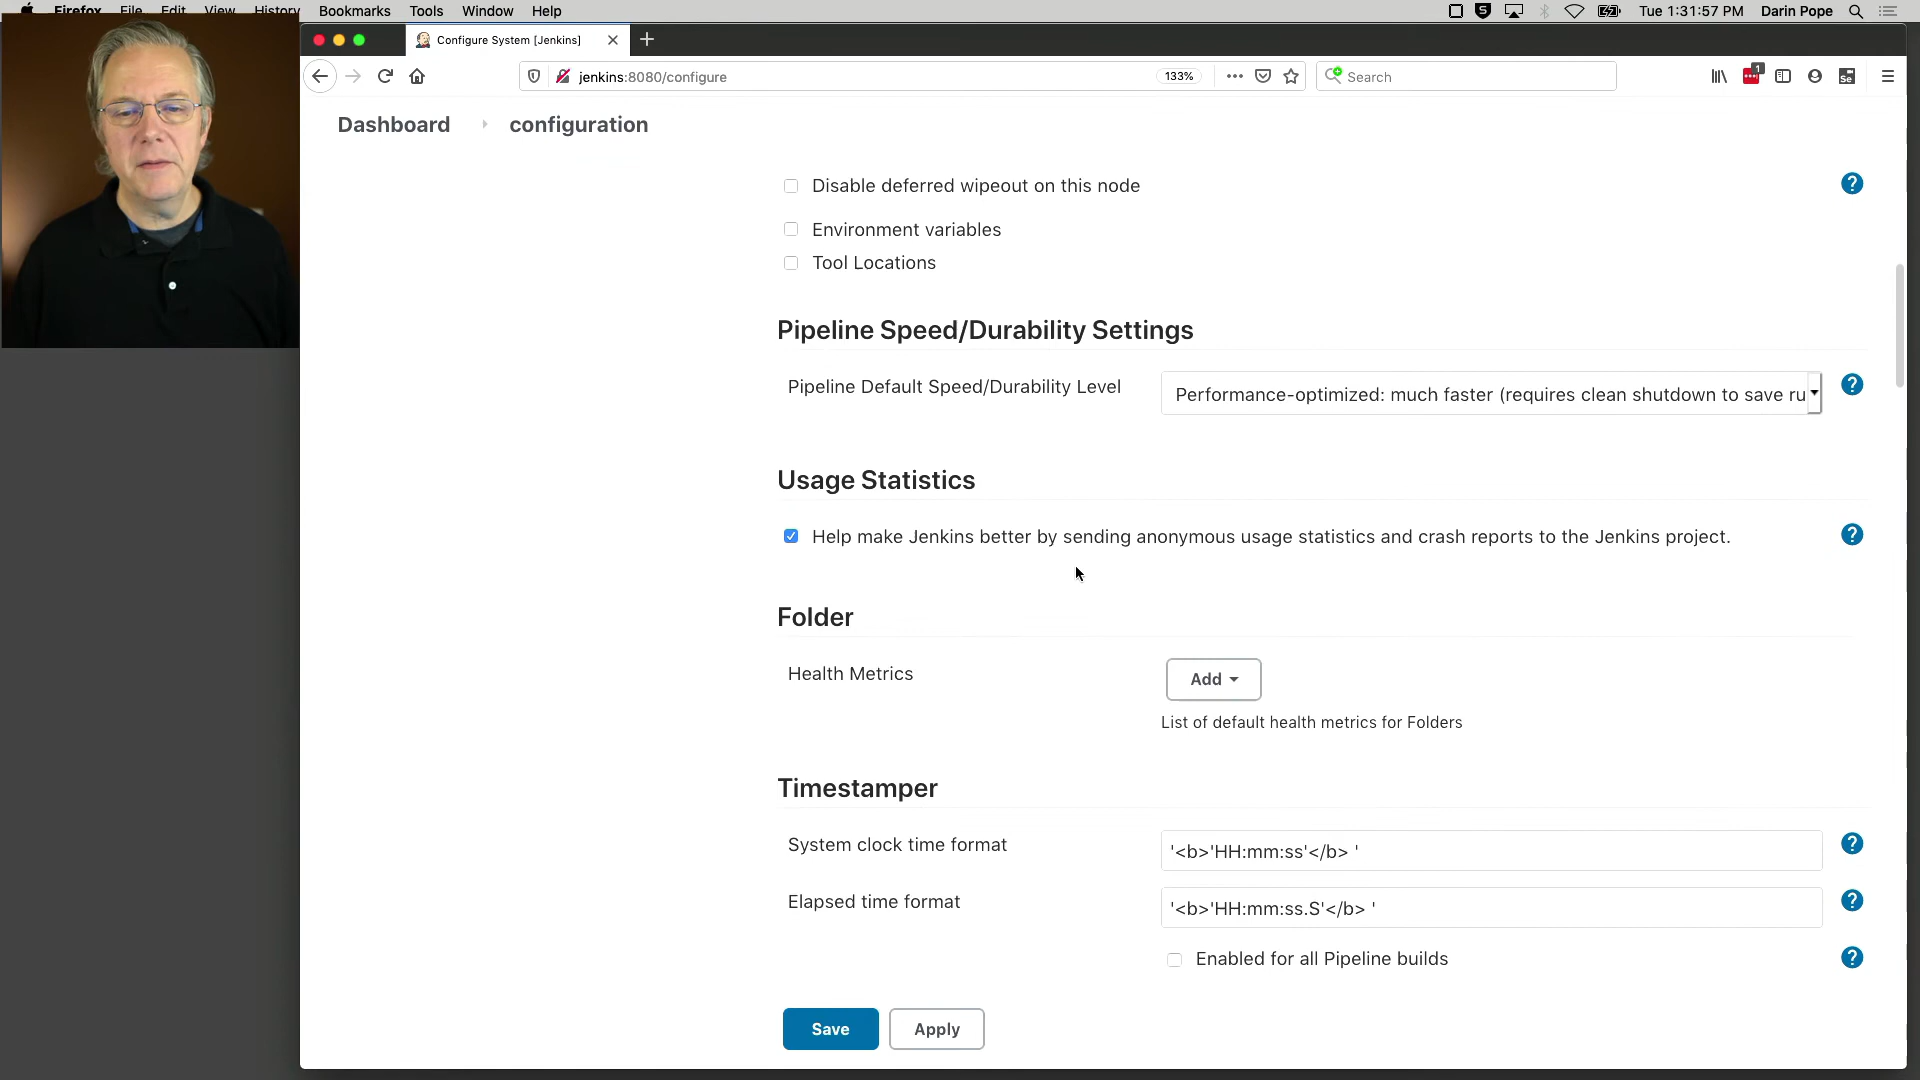 Firefox File Edit View History Bookmarks Tools Window Help
Tue 1:31:57 PM Darin Pope
Configure System [Jenkins]
jenkins:8080/configure
133%
Search
1
Se
Dashboard configuration
Disable deferred wipeout on this node
Environment variables
Tool Locations
Pipeline Speed/Durability Settings
Pipeline Default Speed/Durability Level
Performance-optimized: much faster (requires clean shutdown to save ru
Usage Statistics
Help make Jenkins better by sending anonymous usage statistics and crash reports to the Jenkins project.
Folder
Health Metrics
Add
List of default health metrics for Folders
Timestamper
System clock time format
'<b>'HH:mm:ss'</b> '
Elapsed time format
'<b>'HH:mm:ss.S'</b> '
Enabled for all Pipeline builds
Save Apply